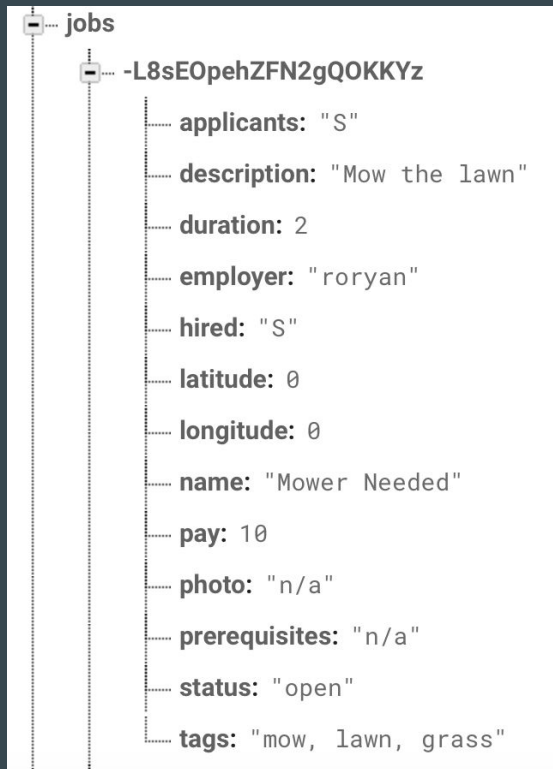 jobs
-L8sEOpehZFN2gQOKKYz
applicants: "S"
description: "Mow the lawn"
duration: 2
employer: "roryan"
hired: "S"
latitude: 0
longitude: 0
name: "Mower Needed"
pay: 10
photo: "n/a"
prerequisites: "n/a"
status: "open"
tags: "mow, lawn, grass"